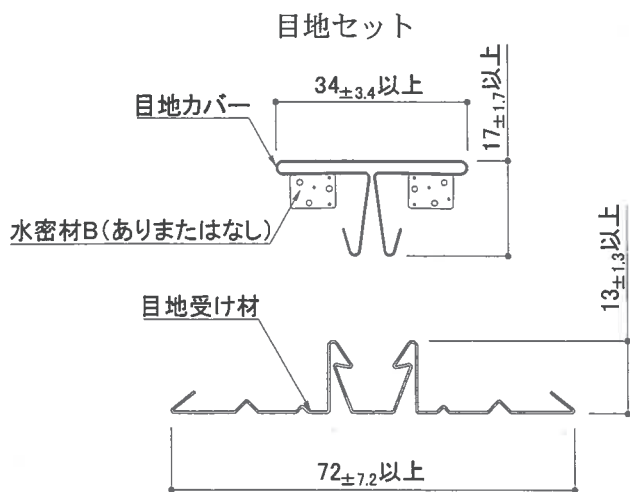 目地セット
34±3.4以上
17±1.7以上
目地カバー
水密材B(ありまたはなし)
13±1.3以上
目地受け材
72±7.2以上